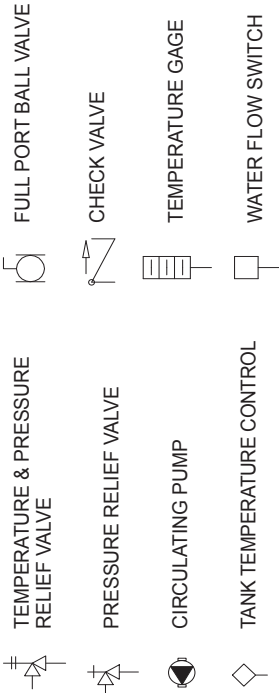 TEMPERATURE & PRESSURE
RELIEF VALVE
PRESSURE RELIEF VALVE
CIRCULATING PUMP
TANK TEMPERATURE CONTROL
FULL PORT BALL VALVE
CHECK VALVE
TEMPERATURE GAGE
WATER FLOW SWITCH